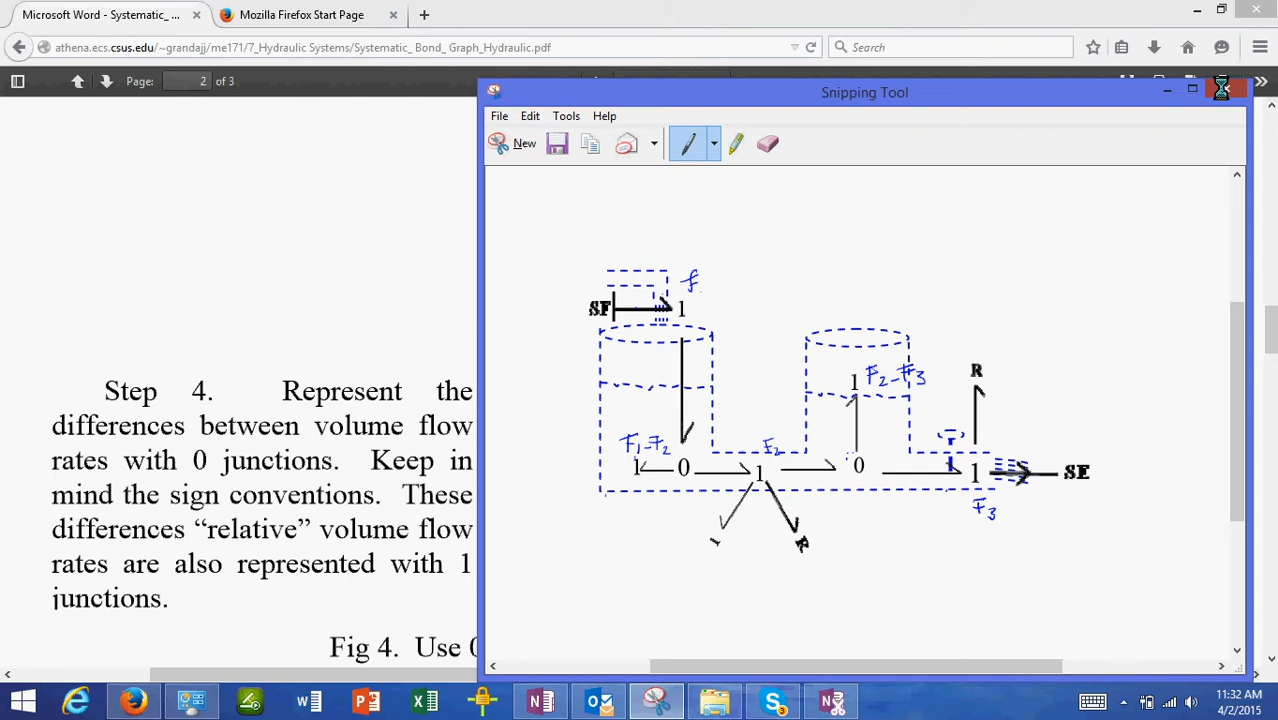 Microsoft Word - Systematic_ ...
Mozilla Firefox Start Page
athena.ecs.csus.edu/~grandajj/me171/7_Hydraulic Systems/Systematic_ Bond_ Graph_Hydraulic.pdf
Search
Page: 2 of 3
Snipping Tool
File Edit Tools Help
New
SF 1 f
R
1 F2-F3
F1-F2 F2
1 0 1 0 1 SE
F3
I R
Step 4. Represent the
differences between volume flow
rates with 0 junctions. Keep in
mind the sign conventions. These
differences “relative” volume flow
rates are also represented with 1
junctions.
Fig 4. Use
11:32 AM
4/2/2015